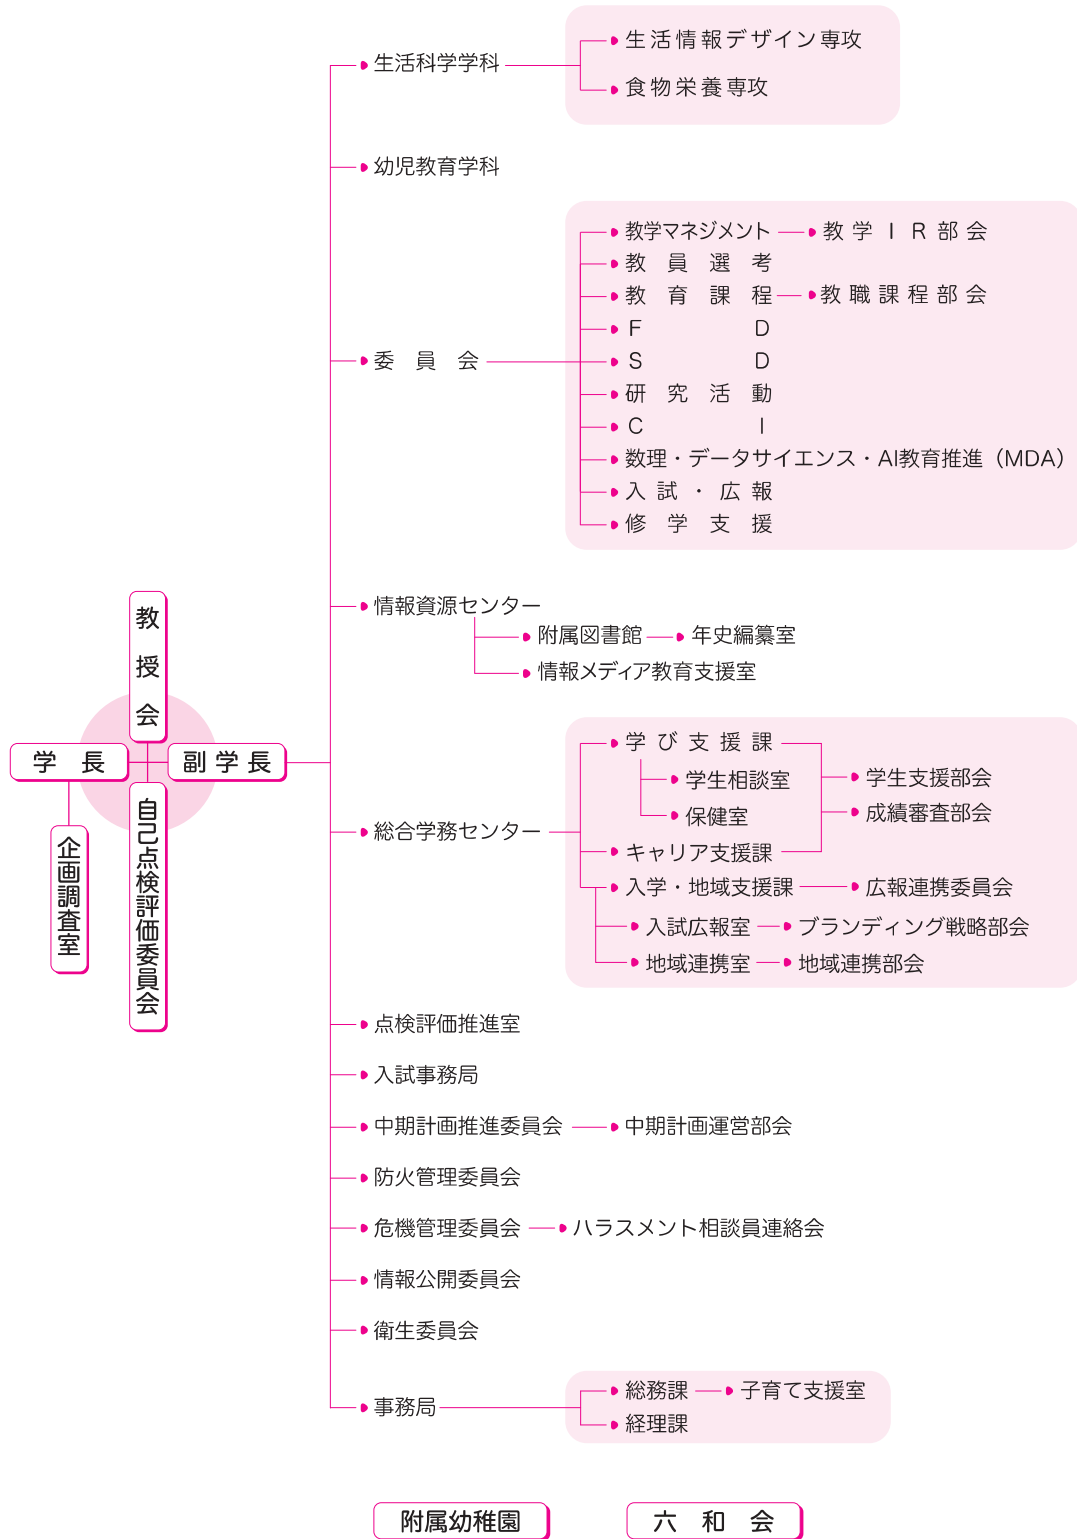 生活科学学科
生活情報デザイン専攻
食物栄養専攻
幼児教育学科
委員会
教学マネジメント
教学IR部会
教員選考
教育課程
教職課程部会
FD
SD
研究活動
CI
数理・データサイエンス・AI教育推進（MDA）
入試・広報
修学支援
情報資源センター
附属図書館
年史編纂室
情報メディア教育支援室
教授会
学長
副学長
企画調査室
自己点検評価委員会
総合学務センター
学び支援課
学生相談室
保健室
学生支援部会
成績審査部会
キャリア支援課
入学・地域支援課
広報連携委員会
入試広報室
ブランディング戦略部会
地域連携室
地域連携部会
点検評価推進室
入試事務局
中期計画推進委員会
中期計画運営部会
防火管理委員会
危機管理委員会
ハラスメント相談員連絡会
情報公開委員会
衛生委員会
事務局
総務課
子育て支援室
経理課
附属幼稚園
六和会